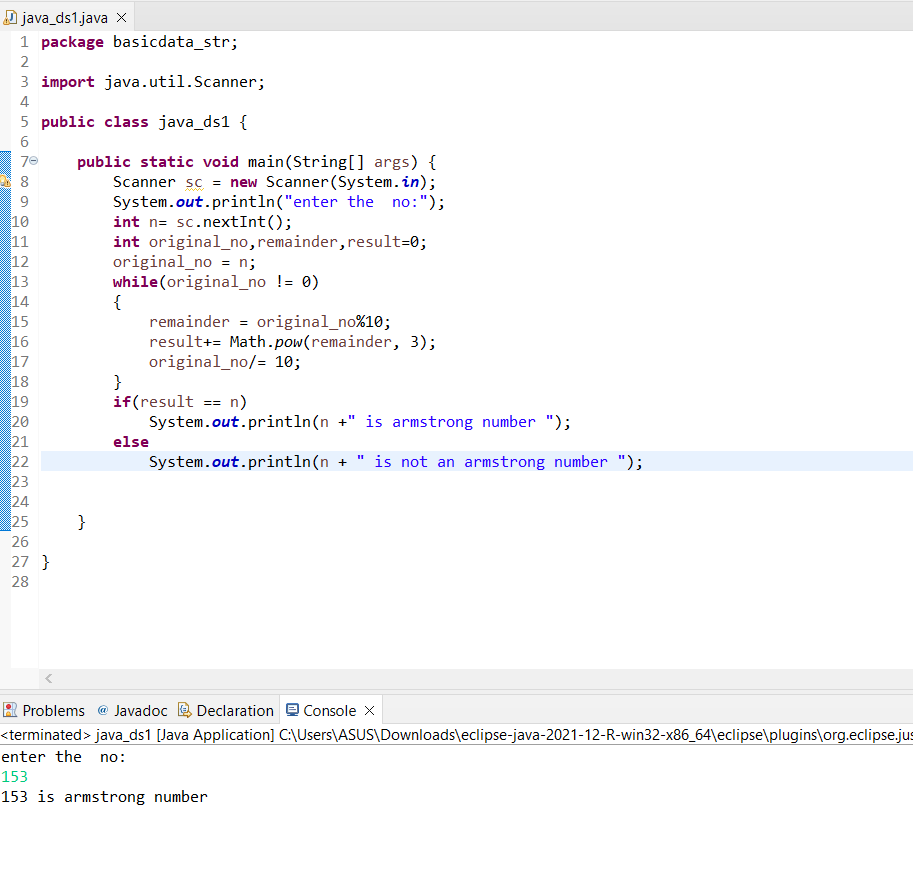 java_ds1.java
1 package basicdata_str;
2
3 import java.util.Scanner;
4
5 public class java_ds1 {
6
7     public static void main(String[] args) {
8         Scanner sc = new Scanner(System.in);
9         System.out.println("enter the  no:");
10         int n= sc.nextInt();
11         int original_no,remainder,result=0;
12         original_no = n;
13         while(original_no != 0)
14         {
15             remainder = original_no%10;
16             result+= Math.pow(remainder, 3);
17             original_no/= 10;
18         }
19         if(result == n)
20             System.out.println(n +" is armstrong number ");
21         else
22             System.out.println(n + " is not an armstrong number ");
23
24
25     }
26
27 }
28
Problems @ Javadoc Declaration Console
<terminated> java_ds1 [Java Application] C:\Users\ASUS\Downloads\eclipse-java-2021-12-R-win32-x86_64\eclipse\plugins\org.eclipse.jus
enter the  no:
153
153 is armstrong number